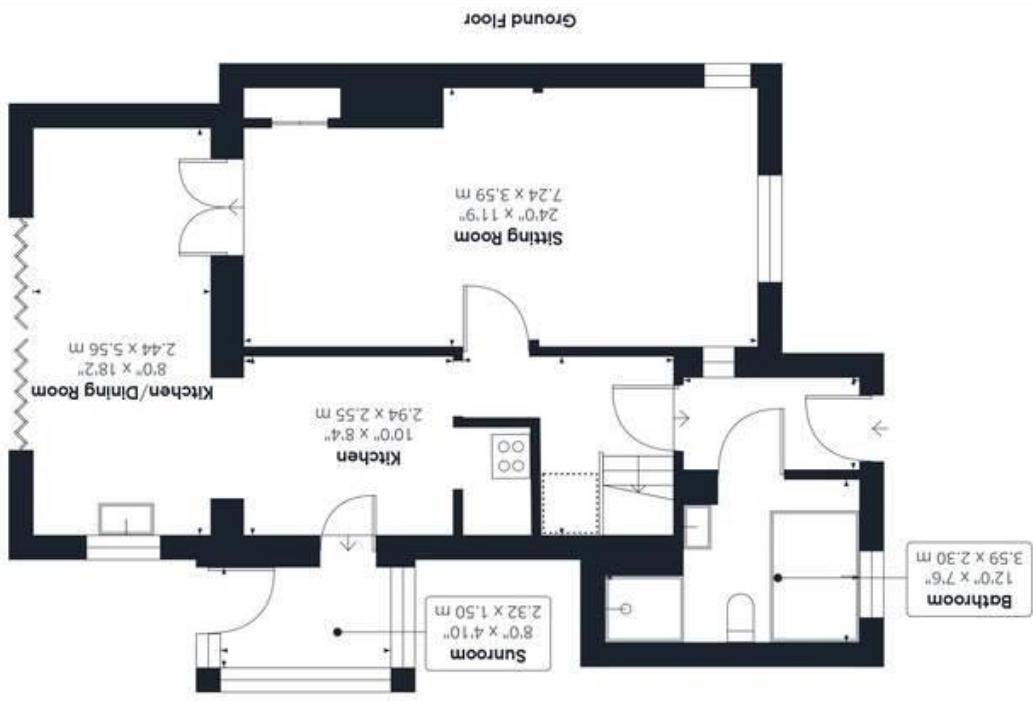 Sunroom
8'0" x 4'10"
2.32 x 1.50 m
Bathroom
12'0" x 7'6"
3.59 x 2.30 m
Kitchen
10'0" x 8'4"
2.94 x 2.55 m
Kitchen/Dining Room
8'0" x 18'2"
2.44 x 5.56 m
Sitting Room
24'0" x 11'9"
7.24 x 3.59 m
Ground Floor